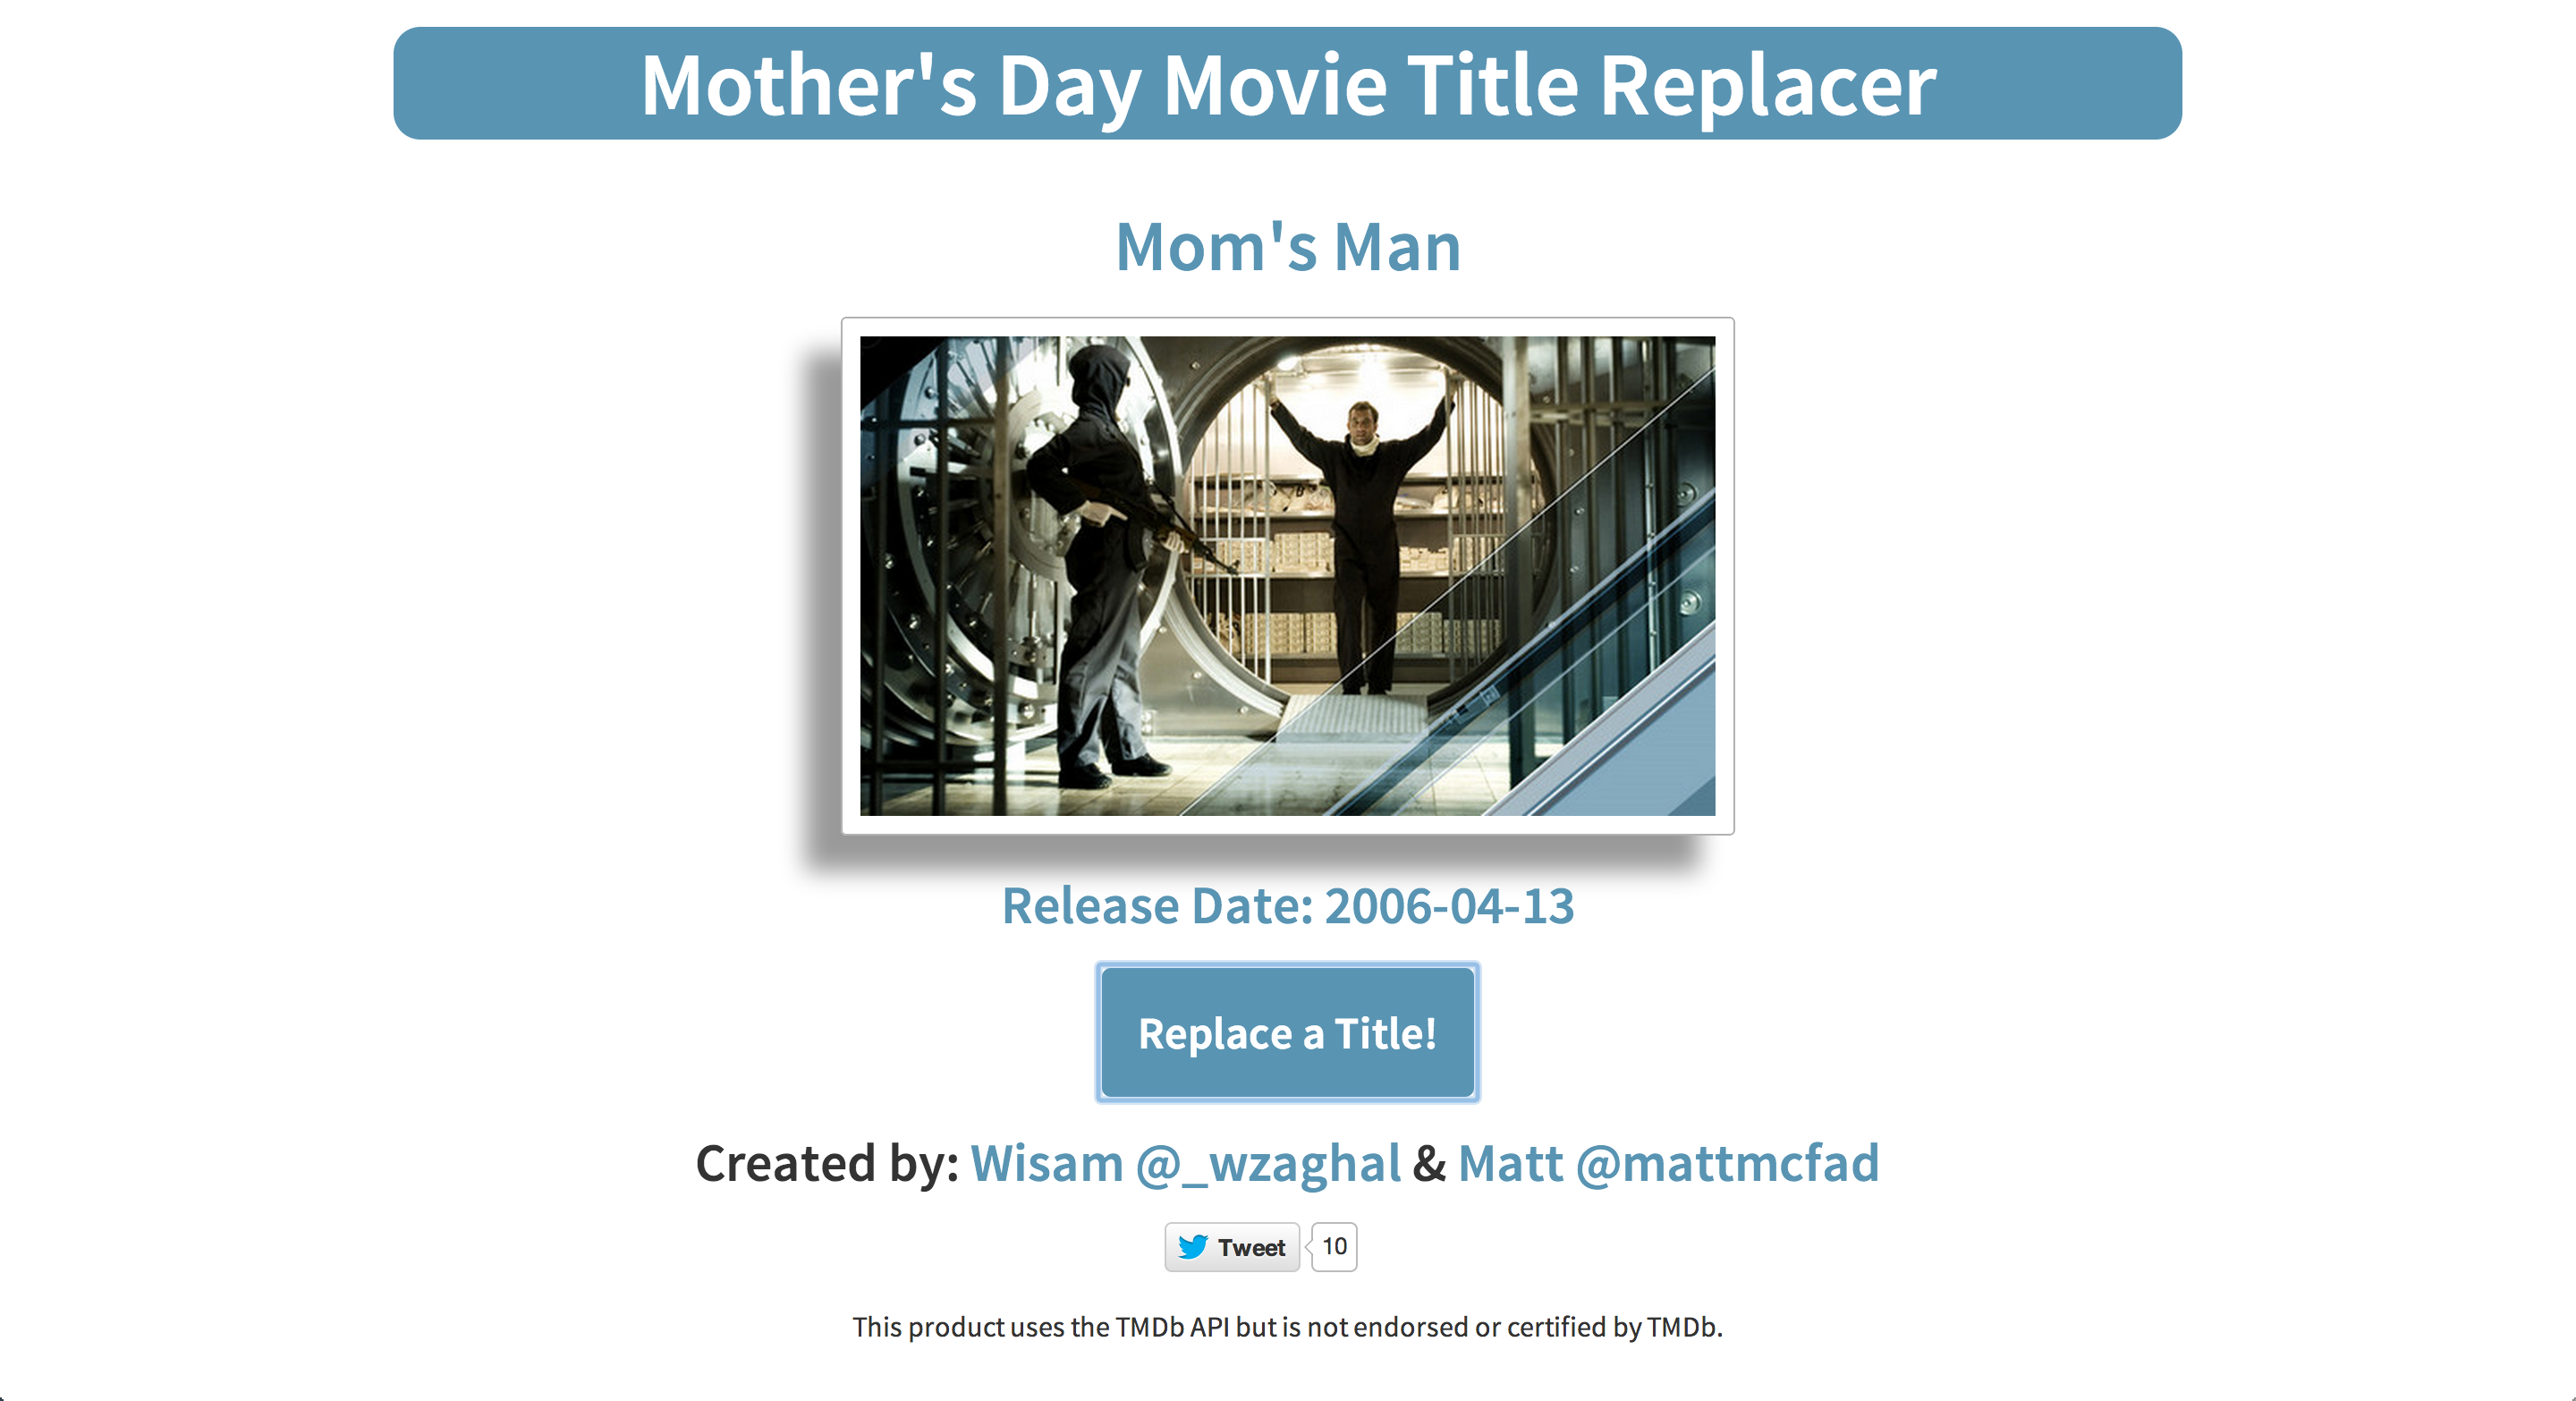 Mother's Day Movie Title Replacer
Mom's Man
Release Date: 2006-04-13
Replace a Title!
Created by: Wisam @_wzaghal & Matt @mattmcfad
Tweet 10
This product uses the TMDb API but is not endorsed or certified by TMDb.